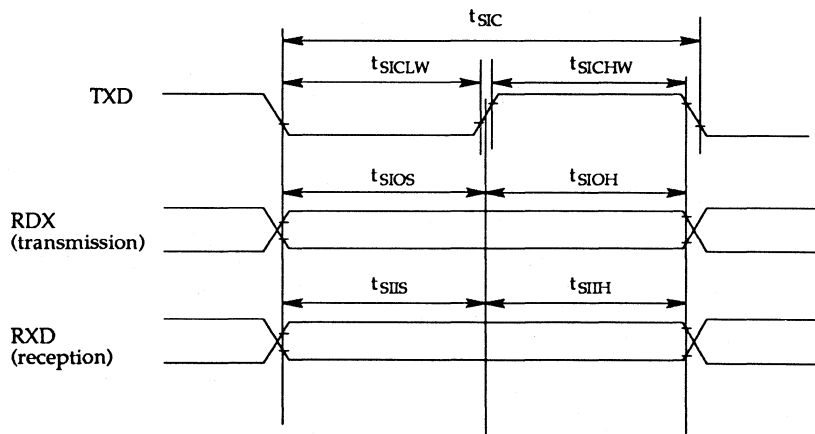 tSIC
tSICLW tSICHW
TXD
tSIOS tSIOH
RDX
(transmission)
tSIIS tSIIH
RXD
(reception)